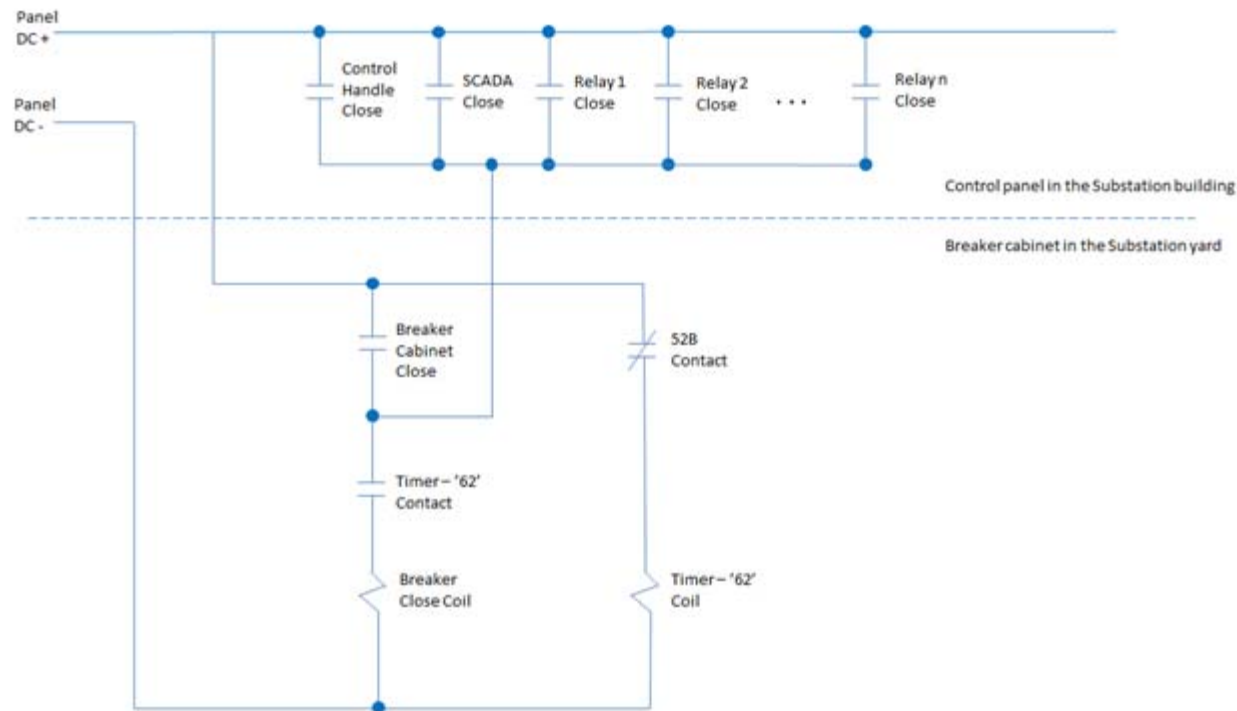 Panel
DC +
Control
Handle
Close
SCADA
Close
Relay 1
Close
Relay 2
Close
. . .
Relay n
Close
Panel
DC -
Control panel in the Substation building
Breaker cabinet in the Substation yard
Breaker
Cabinet
Close
52B
Contact
Timer – '62'
Contact
Breaker
Close Coil
Timer – '62'
Coil